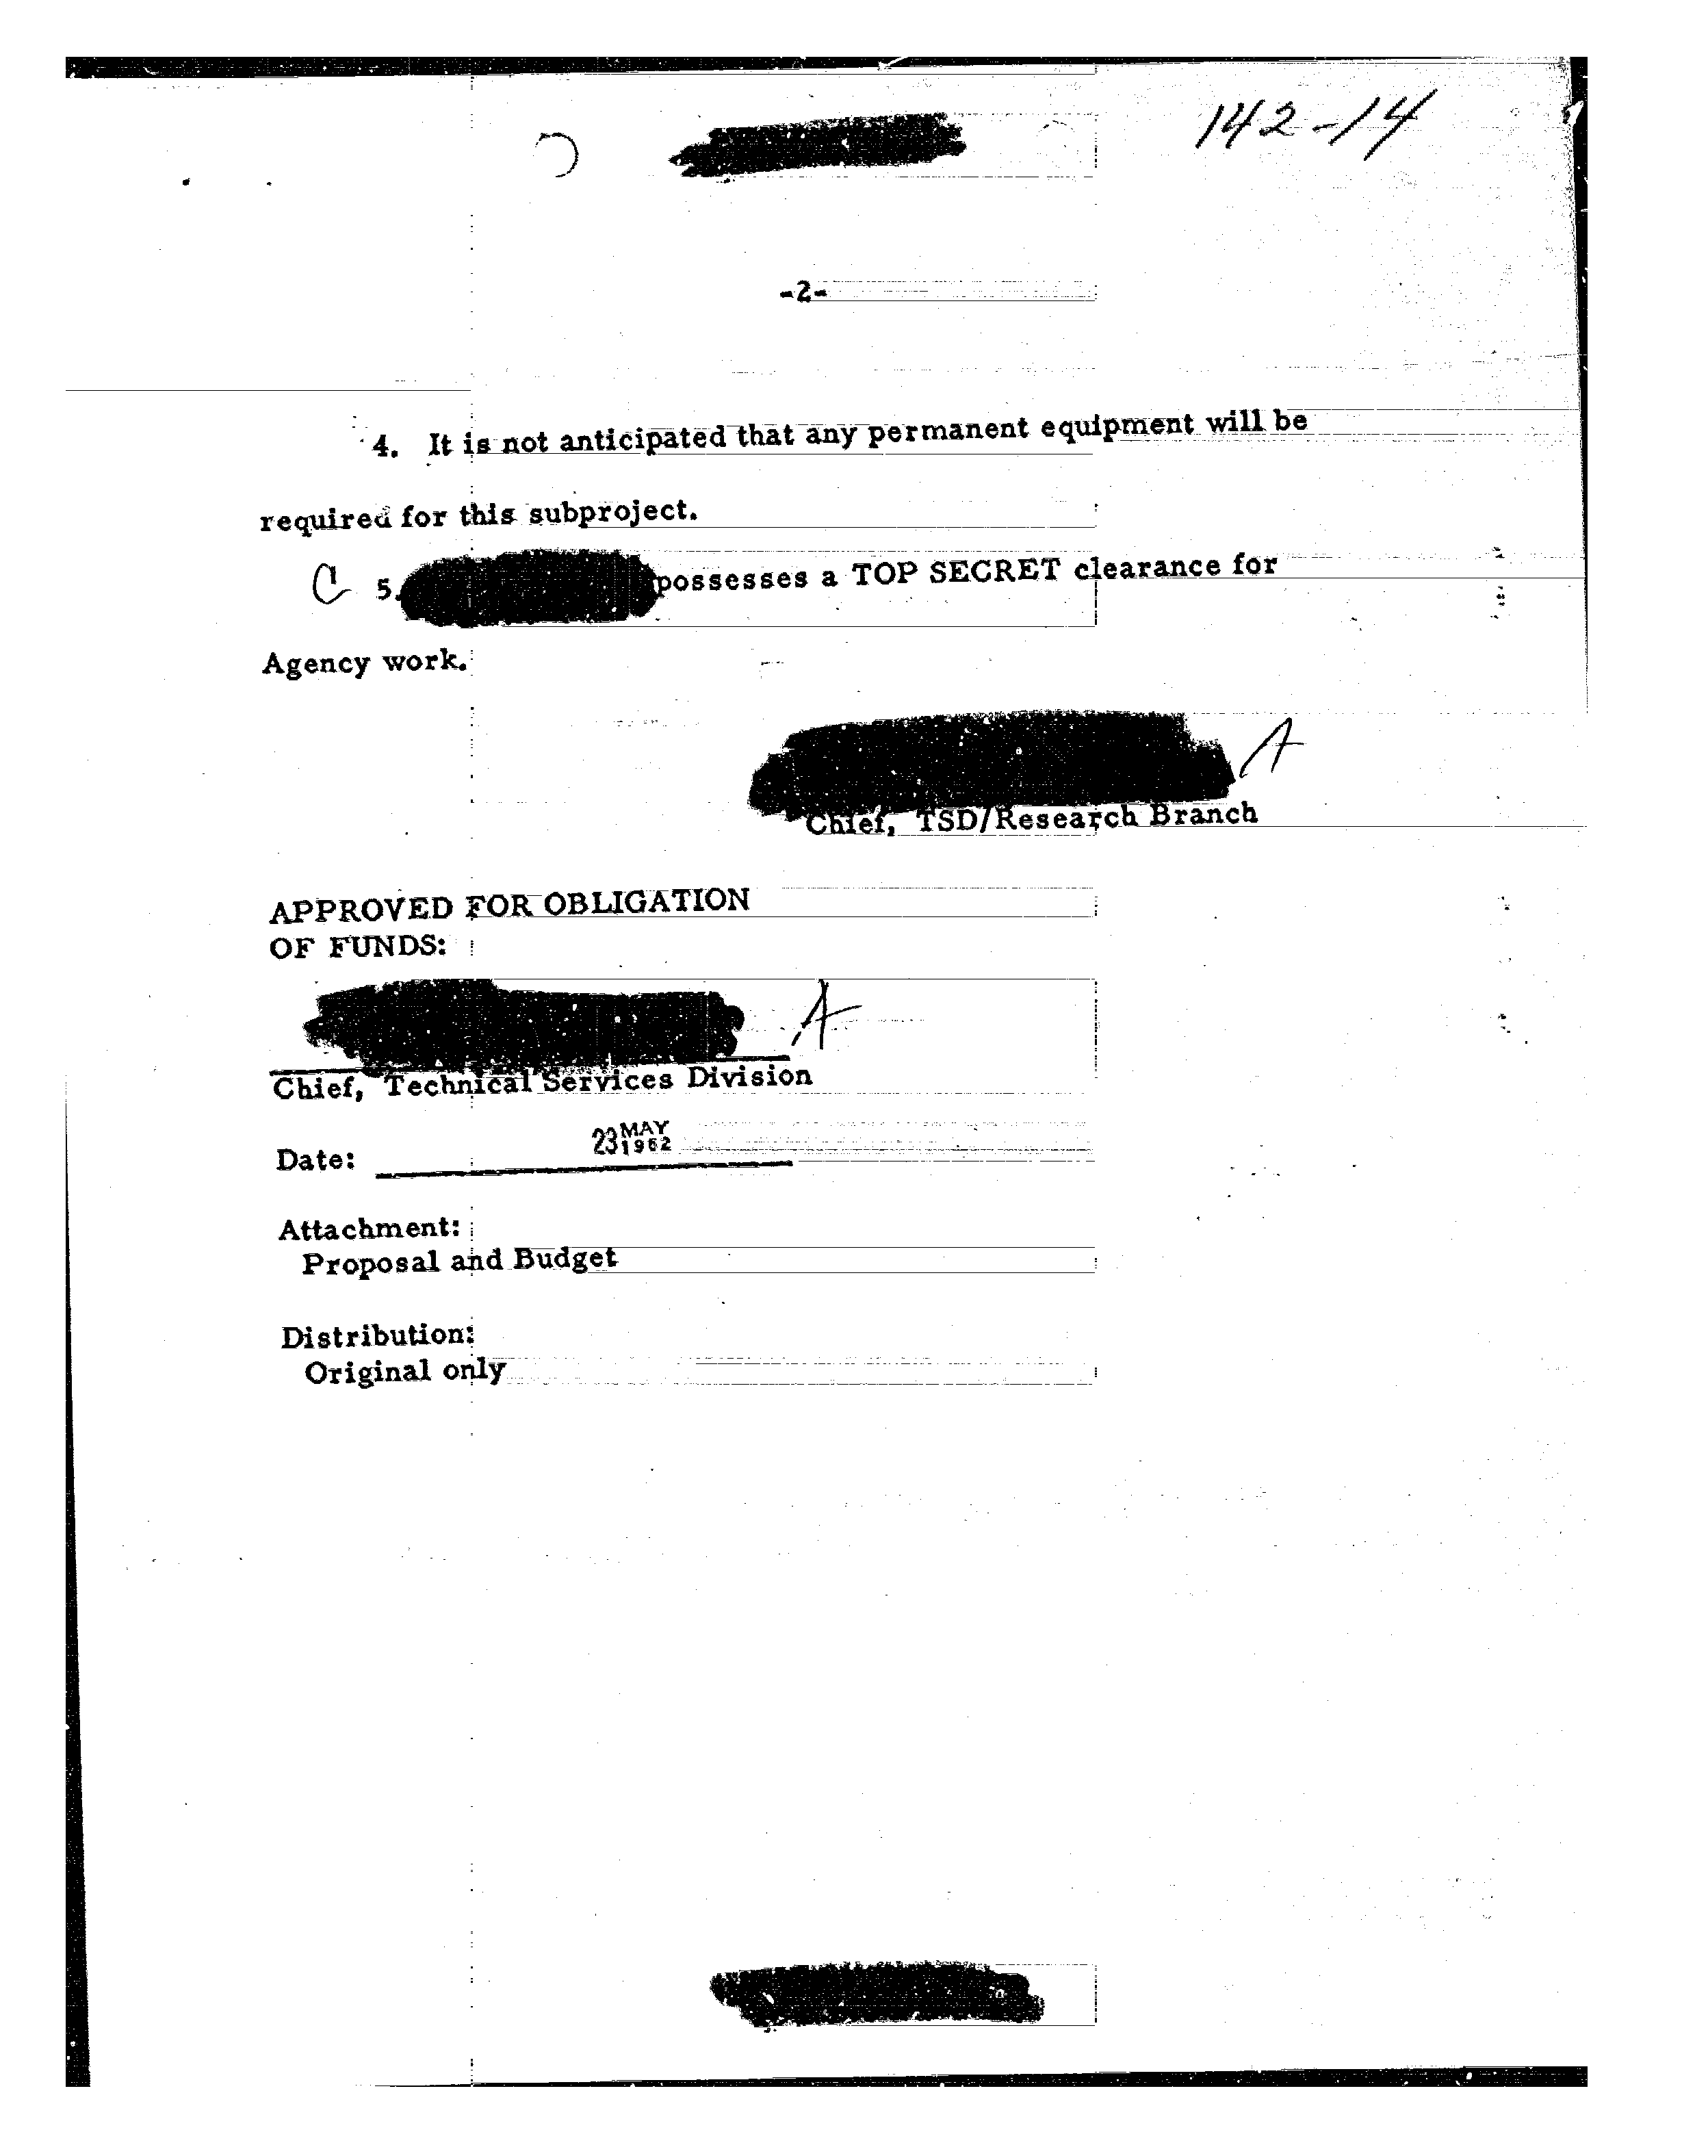 142-14
-2-
4. It is not anticipated that any permanent equipment will be
required for this subproject.
C 5. possesses a TOP SECRET clearance for
Agency work.
A
Chief, TSD/Research Branch
APPROVED FOR OBLIGATION
OF FUNDS:
A
Chief, Technical Services Division
23 MAY 1962
Date:
Attachment:
Proposal and Budget
Distribution:
Original only